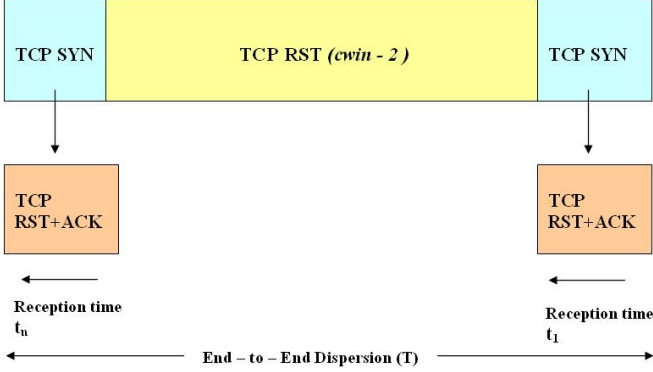 TCP SYN
TCP RST (cwin - 2 )
TCP SYN
TCP
RST+ACK
TCP
RST+ACK
Reception time
tn
Reception time
t1
End – to – End Dispersion (T)